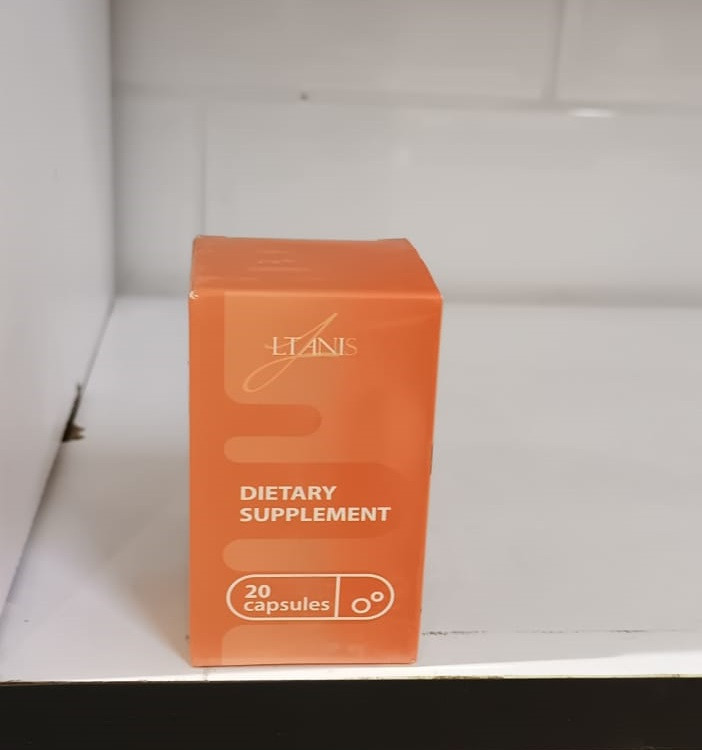 LTANIS
DIETARY
SUPPLEMENT
20
capsules